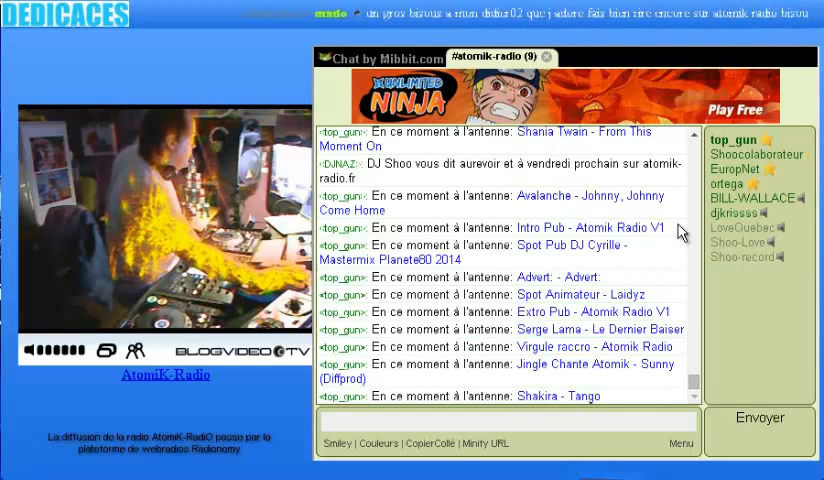 DEDICACES
matio un gros bisous a mon didier02 que j adore fais bien rire encore sur atomik radio bisou
Chat by Mibbit.com
#atomik-radio (9)
UNLIMITED
NINJA
Play Free
<top_gun>: En ce moment à l'antenne: Shania Twain - From This
Moment On
<DJNAZ>: DJ Shoo vous dit aurevoir et à vendredi prochain sur atomik-
radio.fr
<top_gun>: En ce moment à l'antenne: Avalanche - Johnny, Johnny
Come Home
<top_gun>: En ce moment à l'antenne: Intro Pub - Atomik Radio V1
<top_gun>: En ce moment à l'antenne: Spot Pub DJ Cyrille -
Mastermix Planete80 2014
<top_gun>: En ce moment à l'antenne: Advert: - Advert:
<top_gun>: En ce moment à l'antenne: Spot Animateur - Laidyz
<top_gun>: En ce moment à l'antenne: Extro Pub - Atomik Radio V1
<top_gun>: En ce moment à l'antenne: Serge Lama - Le Dernier Baiser
<top_gun>: En ce moment à l'antenne: Virgule raccro - Atomik Radio
<top_gun>: En ce moment à l'antenne: Jingle Chante Atomik - Sunny
(Diffprod)
<top_gun>: En ce moment à l'antenne: Shakira - Tango
top_gun
Shoocolaborateur
EuropNet
ortega
BILL-WALLACE
djkrissss
LoveQuebec
Shoo-Love
Shoo-record
Envoyer
Smiley | Couleurs | CopierCollé | Minify URL
Menu
BLOGVIDEO TV
AtomiK-Radio
La diffusion de la radio AtomiK-RadiO passe par la
plateforme de webradios Radionomy.